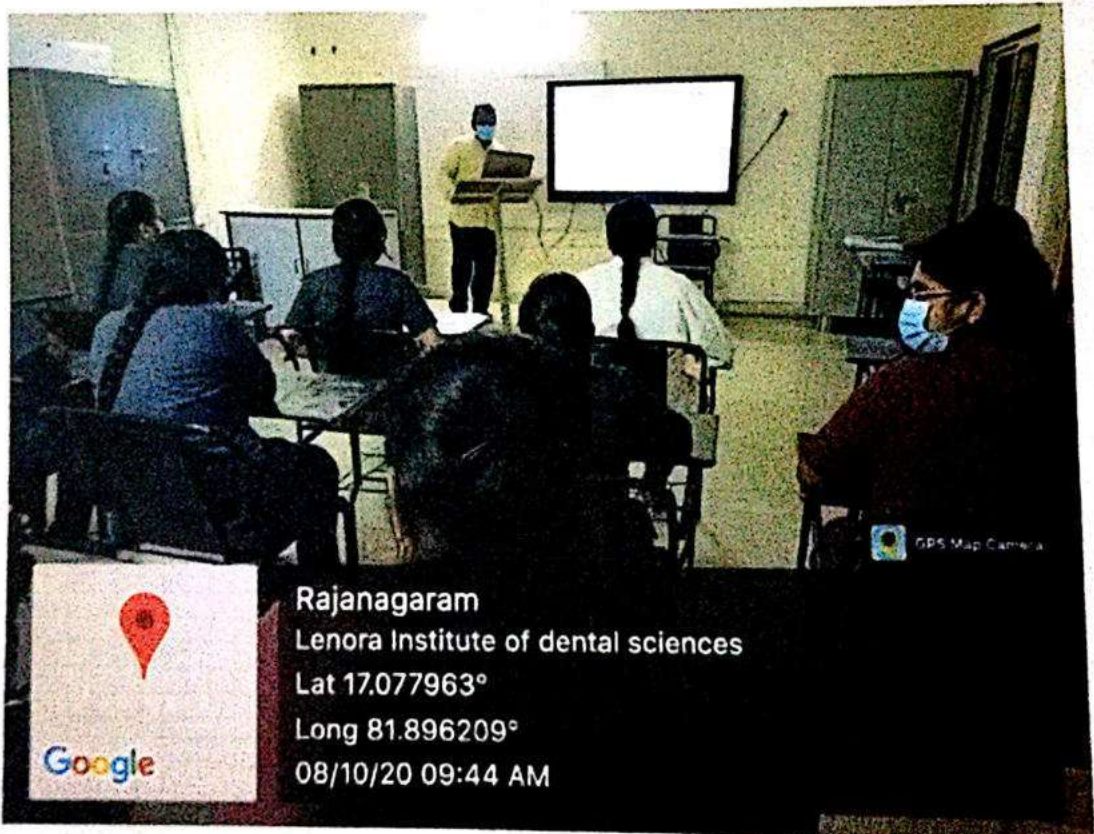 GPS Map Camera
Rajanagaram
Lenora Institute of dental sciences
Lat 17.077963°
Long 81.896209°
08/10/20 09:44 AM
Google